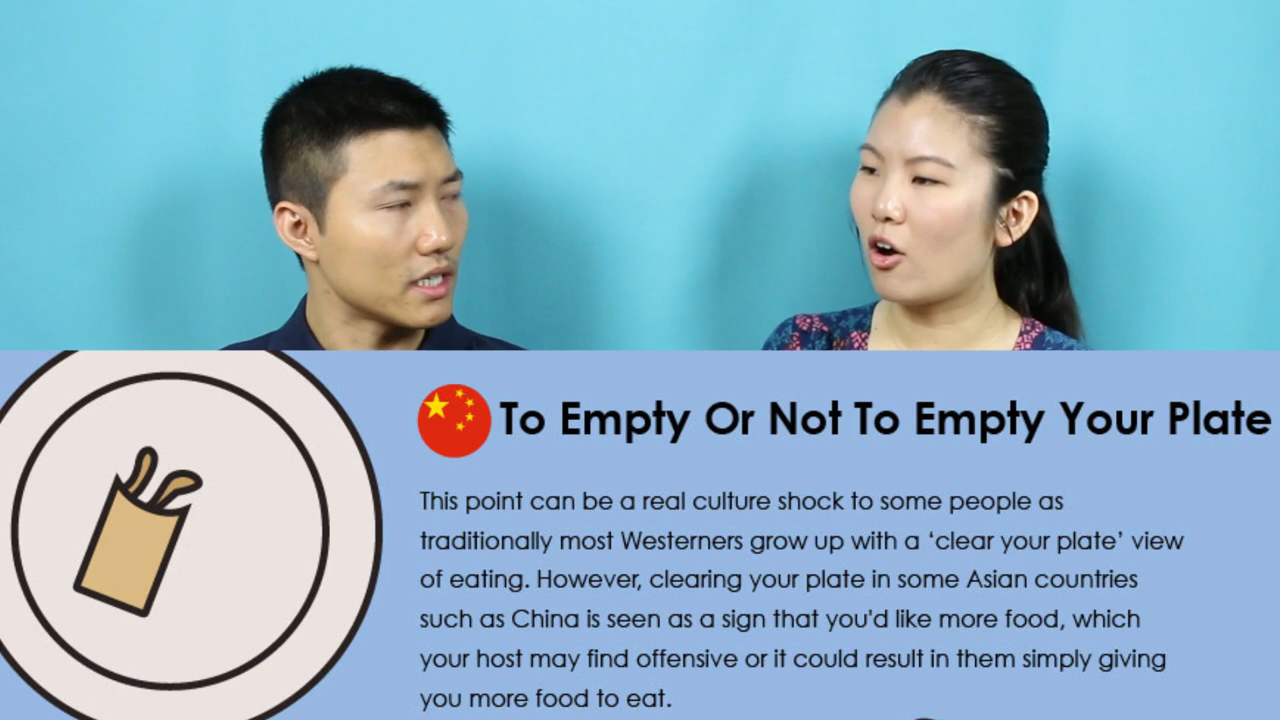 To Empty Or Not To Empty Your Plate
This point can be a real culture shock to some people as
traditionally most Westerners grow up with a ‘clear your plate’ view
of eating. However, clearing your plate in some Asian countries
such as China is seen as a sign that you'd like more food, which
your host may find offensive or it could result in them simply giving
you more food to eat.